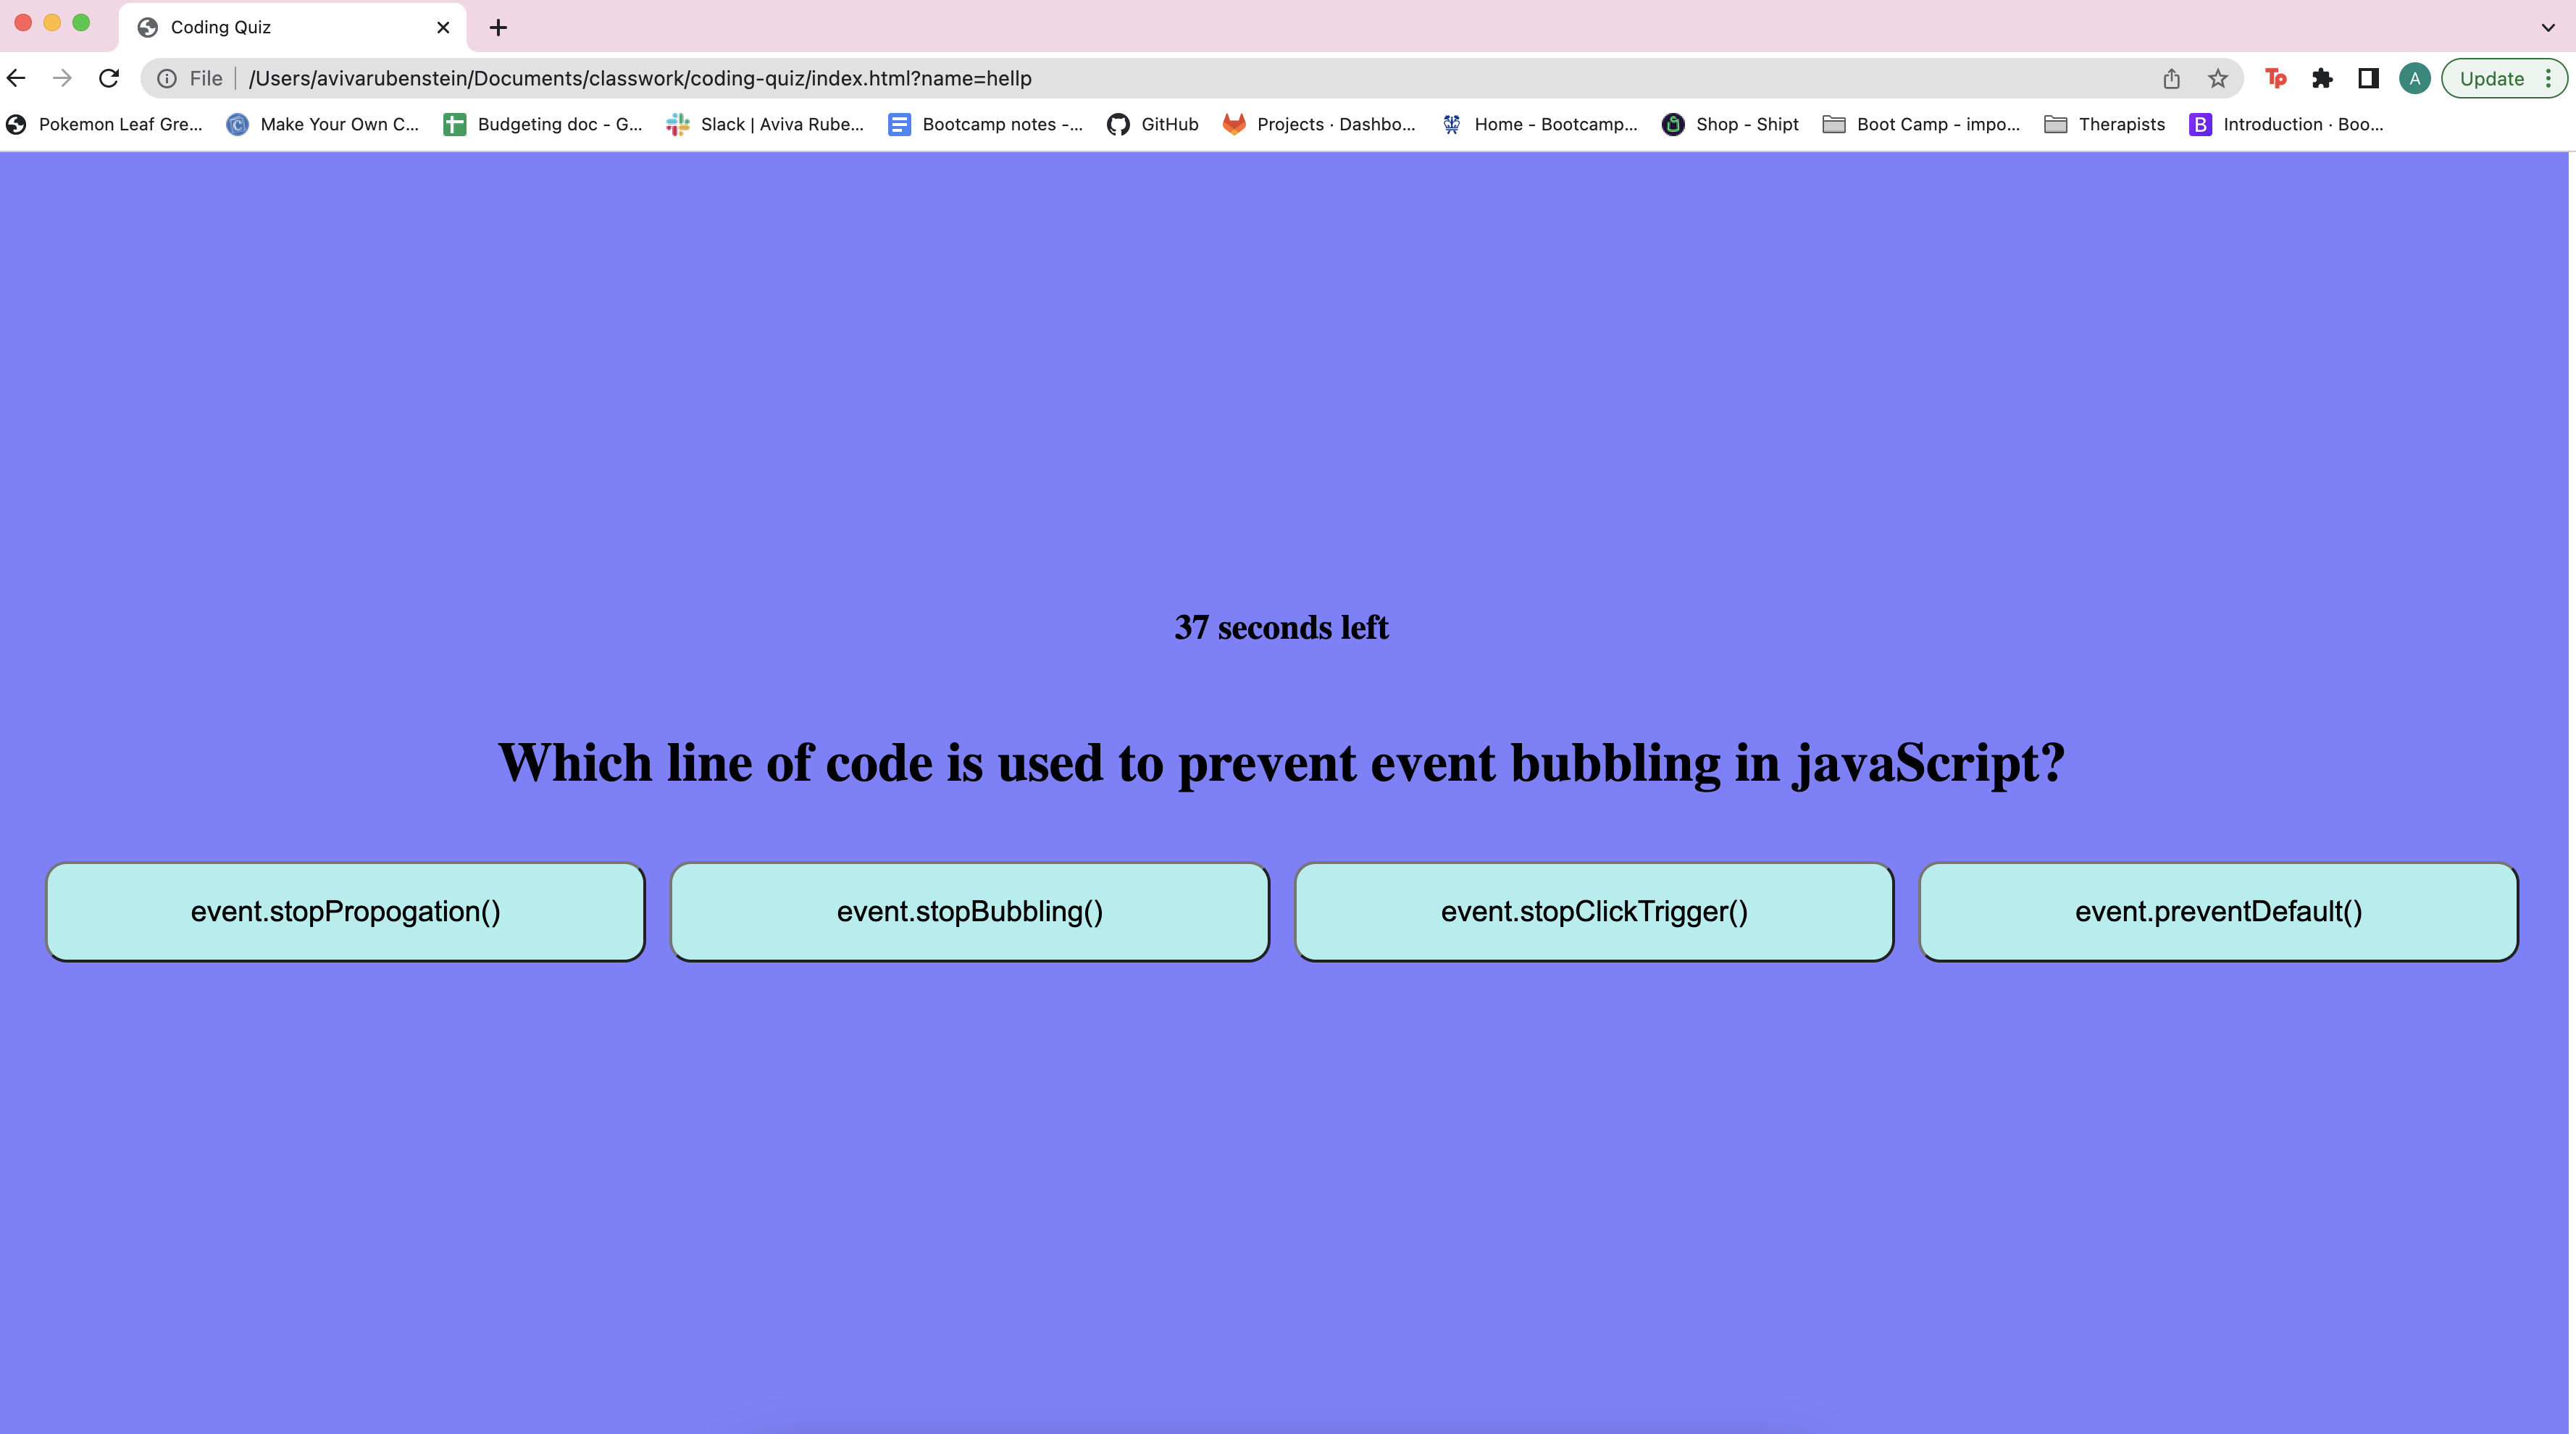 Coding Quiz
File /Users/avivarubenstein/Documents/classwork/coding-quiz/index.html?name=hellp Tp A Update
Pokemon Leaf Gre... Make Your Own C... Budgeting doc - G... Slack | Aviva Rube... Bootcamp notes -... GitHub Projects · Dashbo... Home - Bootcamp... Shop - Shipt Boot Camp - impo... Therapists B Introduction · Boo...
37 seconds left
Which line of code is used to prevent event bubbling in javaScript?
event.stopPropogation() event.stopBubbling() event.stopClickTrigger() event.preventDefault()